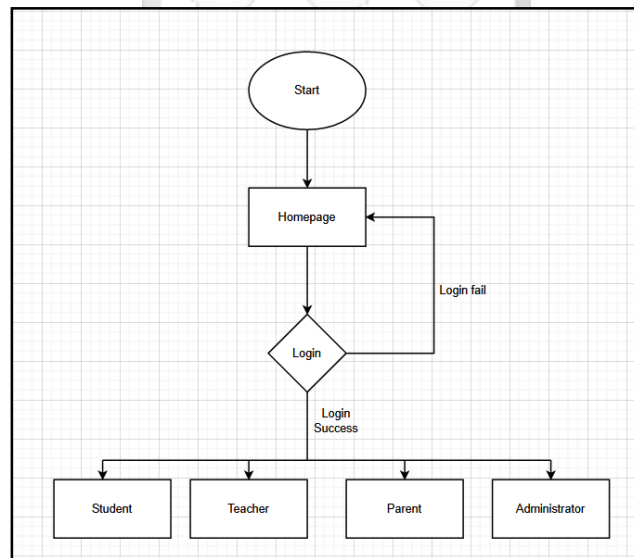 Start
Homepage
Login fail
Login
Login
Success
Student
Teacher
Parent
Administrator